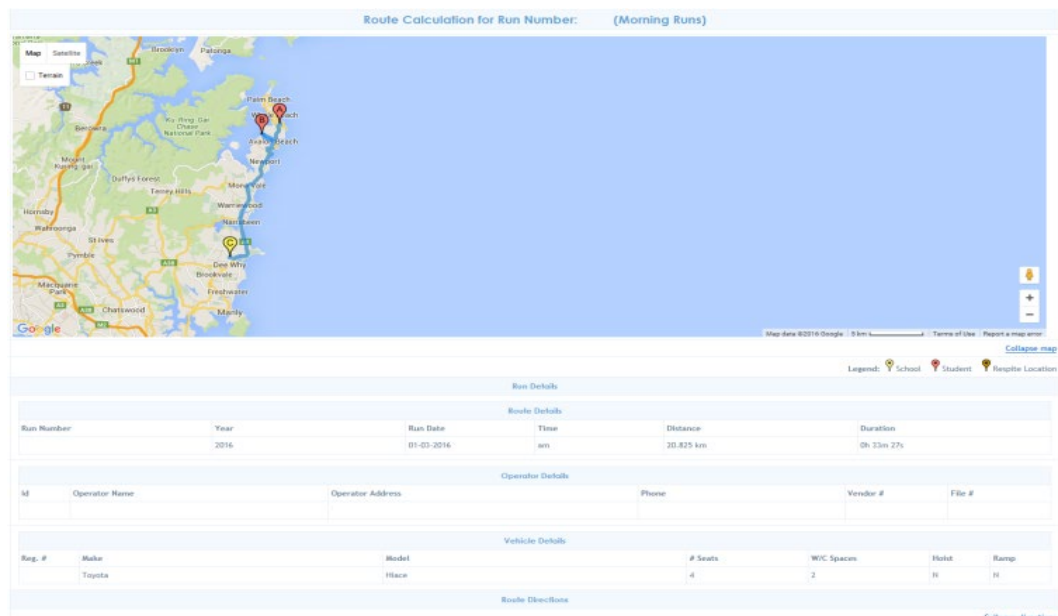 Route Calculation for Run Number: (Morning Runs)
Map Satellite
Terrain
Brooklyn Patonga
M1
11
Palm Beach
A
B
Ku-Ring-Gai Chase National Park
Berowra
Avalon Beach
Mount Kuring-gai
Newport
Duffys Forest
Terrey Hills
Mona Vale
Warriewood
Hornsby
A3
Narrabeen
Wahroonga
St Ives
C
Pymble
Dee Why
Brookvale
Macquarie Park
Freshwater
Chatswood
Manly
Google
Map data ©2016 Google Terms of Use Report a map error
Collapse map
Legend: School Student Respite Location
Run Details
Route Details
Run Number Year Run Date Time Distance Duration
2016 01-03-2016 am 20.825 km 0h 33m 27s
Operator Details
Id Operator Name Operator Address Phone Vendor # File #
Vehicle Details
Reg. # Make Model # Seats W/C Spaces Hoist Ramp
Toyota Hiace 4 2 N N
Route Directions